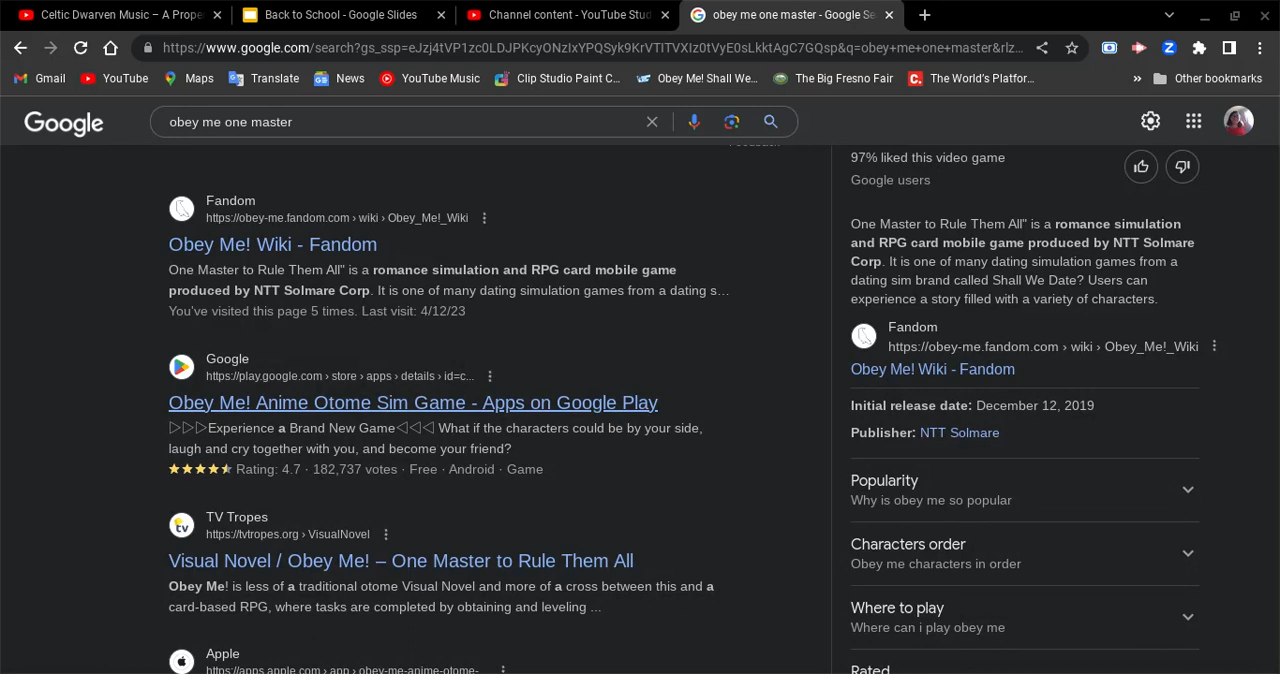 Celtic Dwarven Music – A Prope
Back to School - Google Slides
Channel content - YouTube Stud
obey me one master - Google Se
https://www.google.com/search?gs_ssp=eJzj4tVP1zc0LDJPKcyONzIxYPQSyk9KrVTITVXIz0tVyE0sLkktAgC7GQsp&q=obey+me+one+master&rlz...
Gmail
YouTube
Maps
Translate
News
YouTube Music
Clip Studio Paint C...
Obey Me! Shall We...
The Big Fresno Fair
The World's Platfor...
»
Other bookmarks
Google
obey me one master
Fandom
https://obey-me.fandom.com › wiki › Obey_Me!_Wiki
Obey Me! Wiki - Fandom
One Master to Rule Them All" is a romance simulation and RPG card mobile game
produced by NTT Solmare Corp. It is one of many dating simulation games from a dating s...
You've visited this page 5 times. Last visit: 4/12/23
Google
https://play.google.com › store › apps › details › id=c...
Obey Me! Anime Otome Sim Game - Apps on Google Play
▷▷▷Experience a Brand New Game◁◁◁ What if the characters could be by your side,
laugh and cry together with you, and become your friend?
Rating: 4.7 · 182,737 votes · Free · Android · Game
TV Tropes
https://tvtropes.org › VisualNovel
Visual Novel / Obey Me! – One Master to Rule Them All
Obey Me! is less of a traditional otome Visual Novel and more of a cross between this and a
card-based RPG, where tasks are completed by obtaining and leveling ...
Apple
https://apps.apple.com › app › obey-me-anime-otome-
97% liked this video game
Google users
One Master to Rule Them All" is a romance simulation
and RPG card mobile game produced by NTT Solmare
Corp. It is one of many dating simulation games from a
dating sim brand called Shall We Date? Users can
experience a story filled with a variety of characters.
Fandom
https://obey-me.fandom.com › wiki › Obey_Me!_Wiki
Obey Me! Wiki - Fandom
Initial release date: December 12, 2019
Publisher: NTT Solmare
Popularity
Why is obey me so popular
Characters order
Obey me characters in order
Where to play
Where can i play obey me
Rated